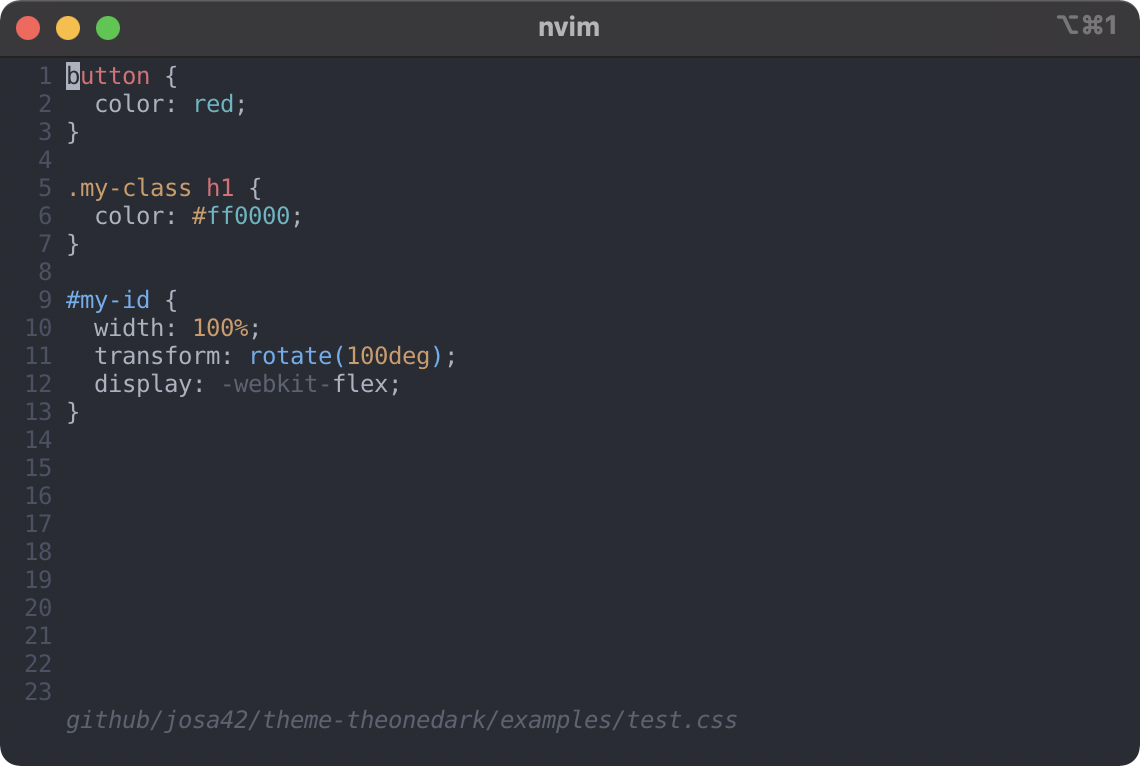 nvim
⌥⌘1
1 button {
2   color: red;
3 }
4
5 .my-class h1 {
6   color: #ff0000;
7 }
8
9 #my-id {
10   width: 100%;
11   transform: rotate(100deg);
12   display: -webkit-flex;
13 }
14
15
16
17
18
19
20
21
22
23
github/josa42/theme-theonedark/examples/test.css